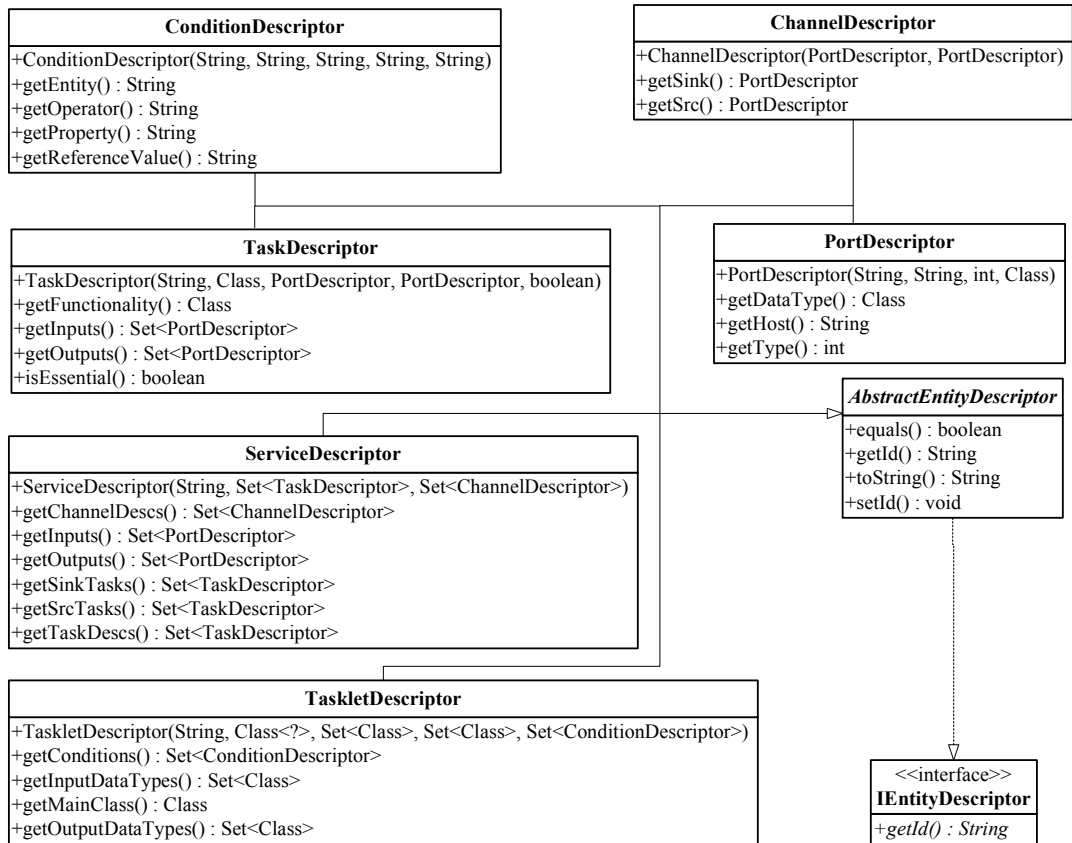 ConditionDescriptor
+ConditionDescriptor(String, String, String, String, String)
+getEntity() : String
+getOperator() : String
+getProperty() : String
+getReferenceValue() : String
ChannelDescriptor
+ChannelDescriptor(PortDescriptor, PortDescriptor)
+getSink() : PortDescriptor
+getSrc() : PortDescriptor
TaskDescriptor
+TaskDescriptor(String, Class, PortDescriptor, PortDescriptor, boolean)
+getFunctionality() : Class
+getInputs() : Set<PortDescriptor>
+getOutputs() : Set<PortDescriptor>
+isEssential() : boolean
PortDescriptor
+PortDescriptor(String, String, int, Class)
+getDataType() : Class
+getHost() : String
+getType() : int
AbstractEntityDescriptor
+equals() : boolean
+getId() : String
+toString() : String
+setId() : void
ServiceDescriptor
+ServiceDescriptor(String, Set<TaskDescriptor>, Set<ChannelDescriptor>)
+getChannelDescs() : Set<ChannelDescriptor>
+getInputs() : Set<PortDescriptor>
+getOutputs() : Set<PortDescriptor>
+getSinkTasks() : Set<TaskDescriptor>
+getSrcTasks() : Set<TaskDescriptor>
+getTaskDescs() : Set<TaskDescriptor>
TaskletDescriptor
+TaskletDescriptor(String, Class<?>, Set<Class>, Set<Class>, Set<ConditionDescriptor>)
+getConditions() : Set<ConditionDescriptor>
+getInputDataTypes() : Set<Class>
+getMainClass() : Class
+getOutputDataTypes() : Set<Class>
<<interface>>
IEntityDescriptor
+getId() : String